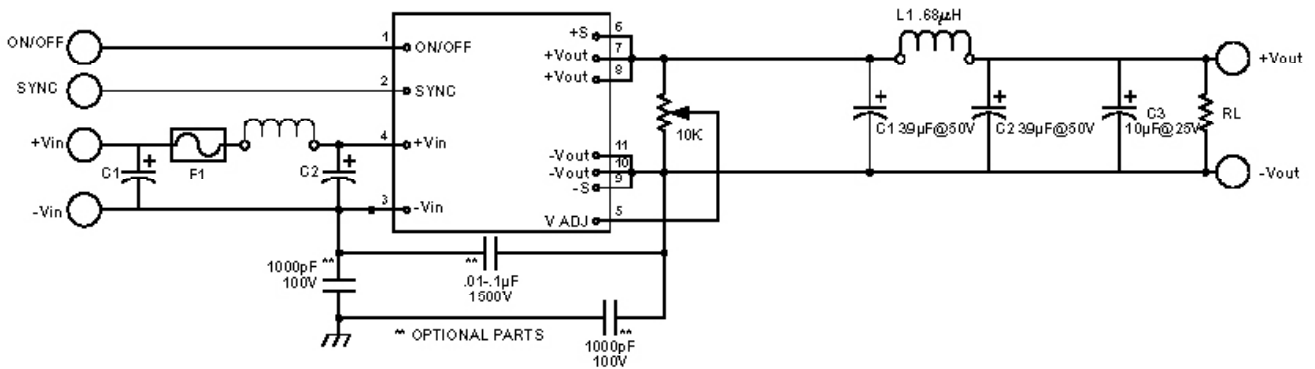 L1 .68µH
ON/OFF
1
ON/OFF
+S
6
+Vout
7
+Vout
8
+Vout
SYNC
2
SYNC
+
+
+
10K
C1 39µF@50V
C2 39µF@50V
C3
10µF@25V
RL
+Vin
4
+Vin
C1
+
F1
C2
+
-Vout
11
-Vout
10
-S
9
-Vout
-Vin
3
-Vin
V ADJ
5
1000pF **
100V
**
.01-.1µF
1500V
** OPTIONAL PARTS
**
1000pF
100V